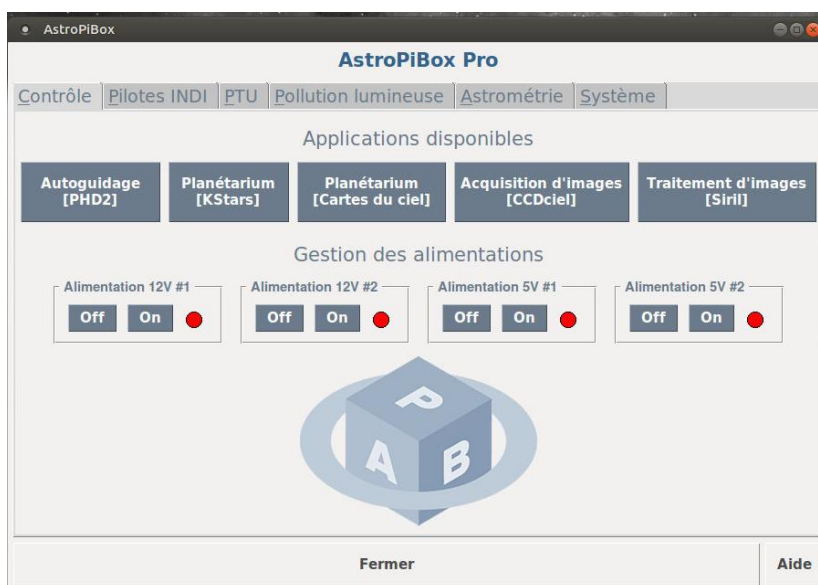 AstroPiBox
AstroPiBox Pro
Contrôle Pilotes INDI PTU Pollution lumineuse Astrométrie Système
Applications disponibles
Autoguidage
[PHD2]
Planétarium
[KStars]
Planétarium
[Cartes du ciel]
Acquisition d'images
[CCDciel]
Traitement d'images
[Siril]
Gestion des alimentations
Alimentation 12V #1
Off On
Alimentation 12V #2
Off On
Alimentation 5V #1
Off On
Alimentation 5V #2
Off On
P
A B
Fermer Aide